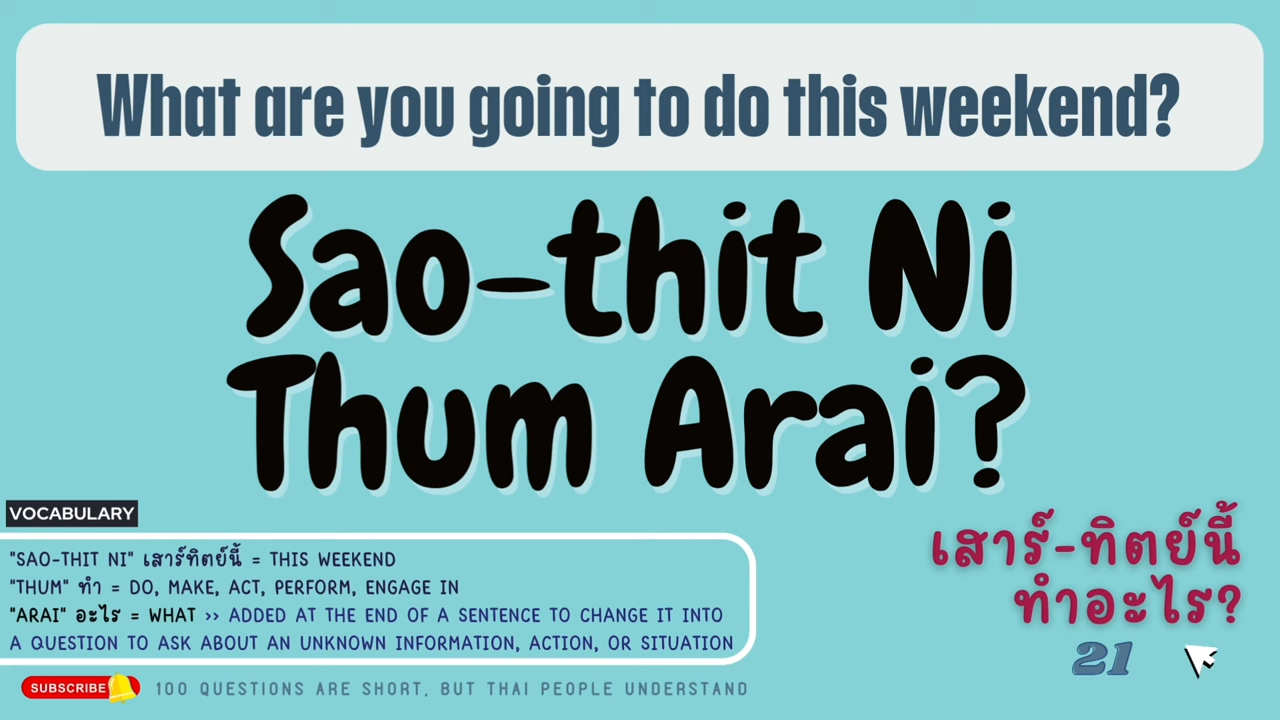 What are you going to do this weekend?
Sao-thit Ni
Thum Arai?
VOCABULARY
"SAO-THIT NI" เสาร์ทิตย์นี้ = THIS WEEKEND
"THUM" ทำ = DO, MAKE, ACT, PERFORM, ENGAGE IN
"ARAI" อะไร = WHAT >> ADDED AT THE END OF A SENTENCE TO CHANGE IT INTO
A QUESTION TO ASK ABOUT AN UNKNOWN INFORMATION, ACTION, OR SITUATION
เสาร์-ทิตย์นี้
ทำอะไร?
21
SUBSCRIBE
100 QUESTIONS ARE SHORT, BUT THAI PEOPLE UNDERSTAND